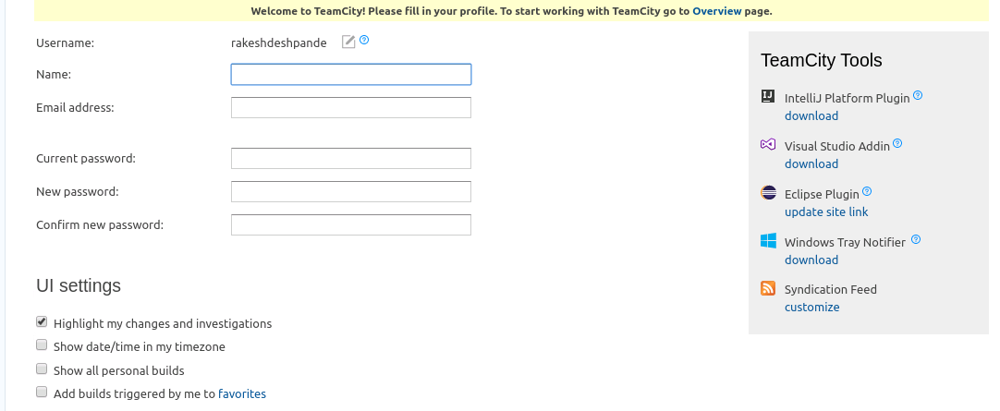 Welcome to TeamCity! Please fill in your profile. To start working with TeamCity go to Overview page.
Username: rakeshdeshpande
Name:
Email address:
Current password:
New password:
Confirm new password:
UI settings
Highlight my changes and investigations
Show date/time in my timezone
Show all personal builds
Add builds triggered by me to favorites
TeamCity Tools
IntelliJ Platform Plugin
download
Visual Studio Addin
download
Eclipse Plugin
update site link
Windows Tray Notifier
download
Syndication Feed
customize